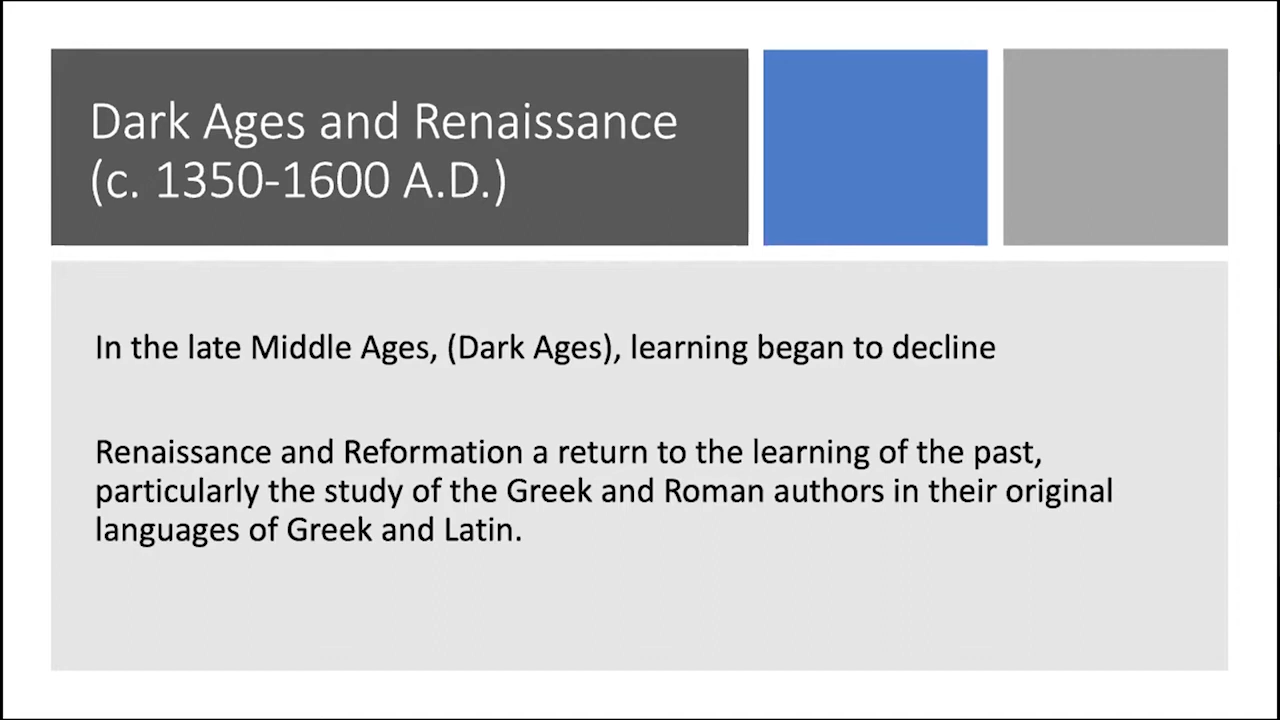 Dark Ages and Renaissance
(c. 1350-1600 A.D.)
In the late Middle Ages, (Dark Ages), learning began to decline
Renaissance and Reformation a return to the learning of the past,
particularly the study of the Greek and Roman authors in their original
languages of Greek and Latin.